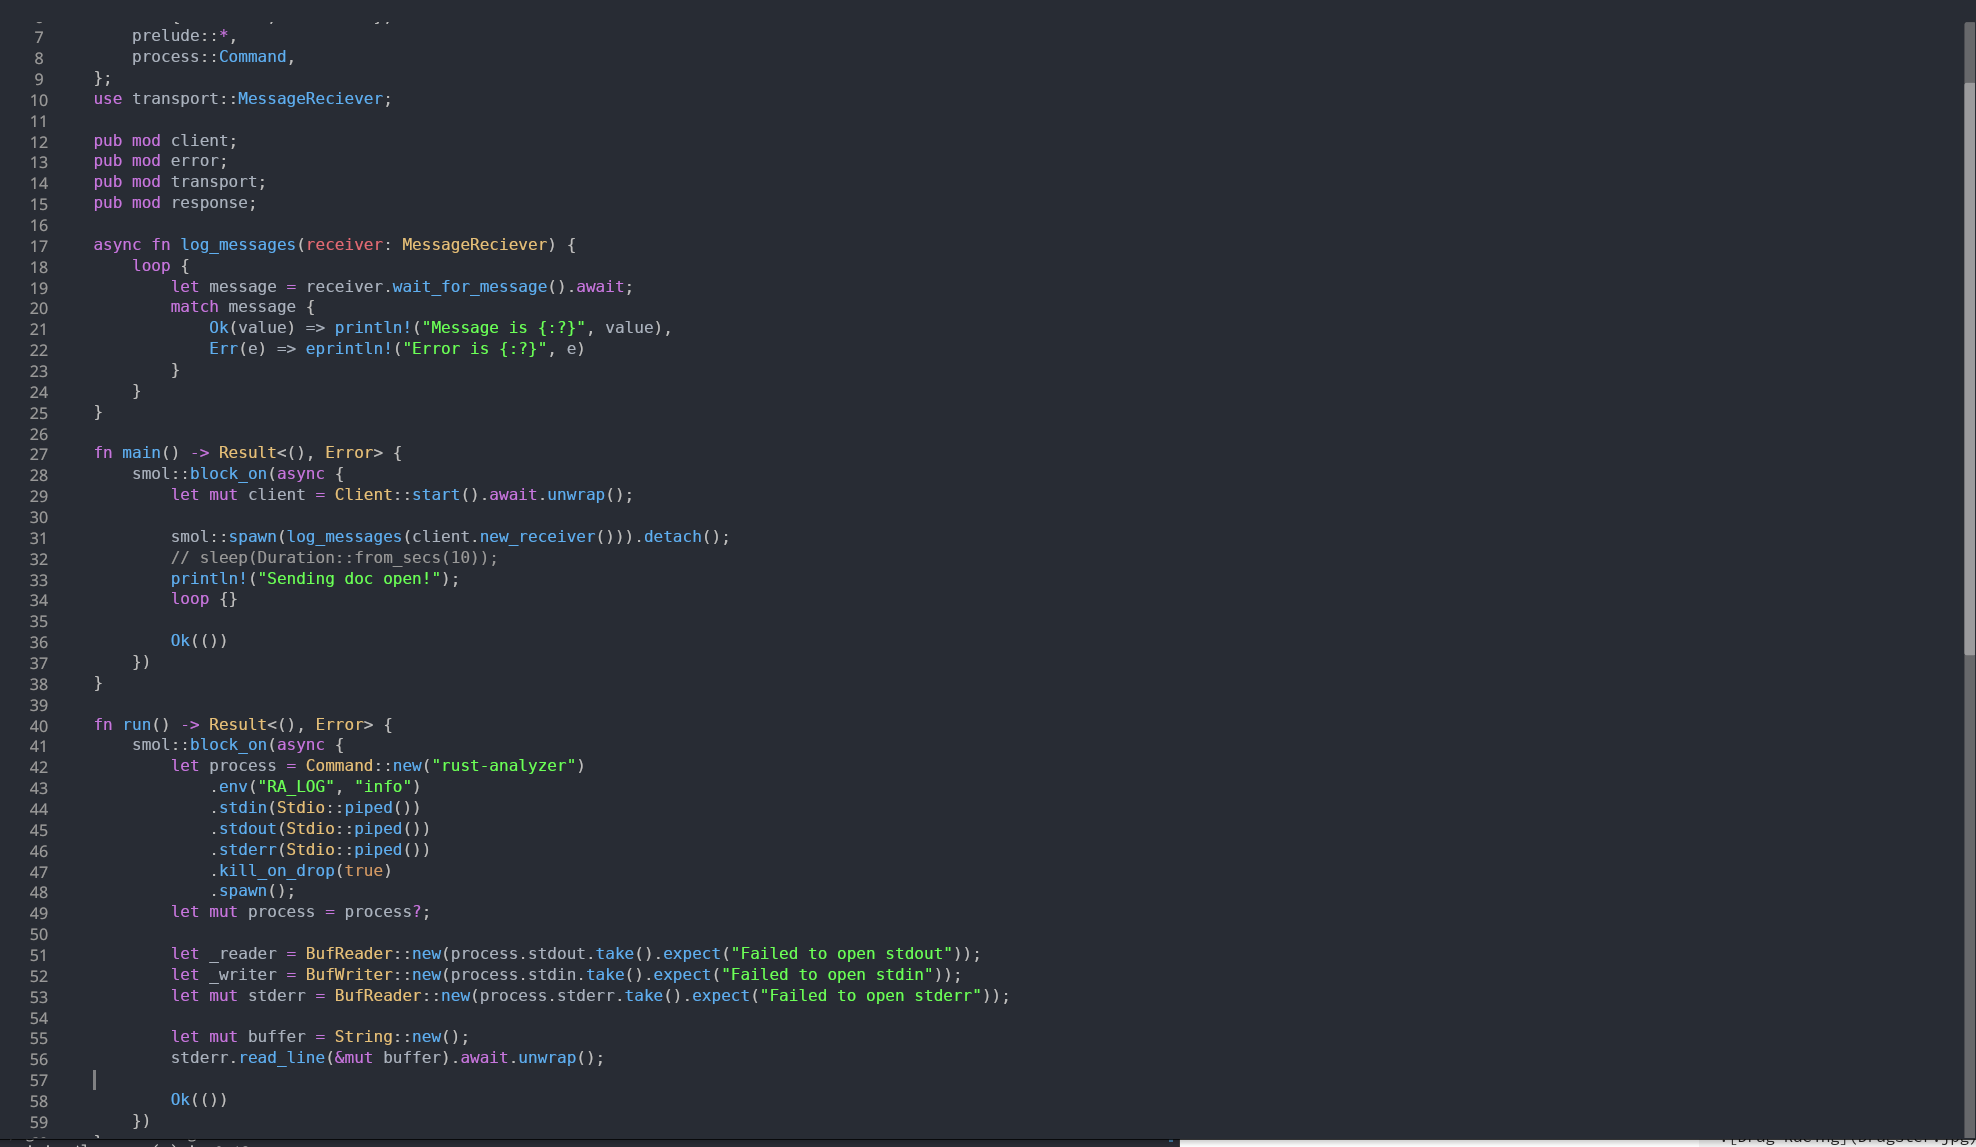 7 prelude::*,
8 process::Command,
9 };
10 use transport::MessageReciever;
11
12 pub mod client;
13 pub mod error;
14 pub mod transport;
15 pub mod response;
16
17 async fn log_messages(receiver: MessageReciever) {
18 loop {
19 let message = receiver.wait_for_message().await;
20 match message {
21 Ok(value) => println!("Message is {:?}", value),
22 Err(e) => eprintln!("Error is {:?}", e)
23 }
24 }
25 }
26
27 fn main() -> Result<(), Error> {
28 smol::block_on(async {
29 let mut client = Client::start().await.unwrap();
30
31 smol::spawn(log_messages(client.new_receiver())).detach();
32 // sleep(Duration::from_secs(10));
33 println!("Sending doc open!");
34 loop {}
35
36 Ok(())
37 })
38 }
39
40 fn run() -> Result<(), Error> {
41 smol::block_on(async {
42 let process = Command::new("rust-analyzer")
43 .env("RA_LOG", "info")
44 .stdin(Stdio::piped())
45 .stdout(Stdio::piped())
46 .stderr(Stdio::piped())
47 .kill_on_drop(true)
48 .spawn();
49 let mut process = process?;
50
51 let _reader = BufReader::new(process.stdout.take().expect("Failed to open stdout"));
52 let _writer = BufWriter::new(process.stdin.take().expect("Failed to open stdin"));
53 let mut stderr = BufReader::new(process.stderr.take().expect("Failed to open stderr"));
54
55 let mut buffer = String::new();
56 stderr.read_line(&mut buffer).await.unwrap();
57
58 Ok(())
59 })